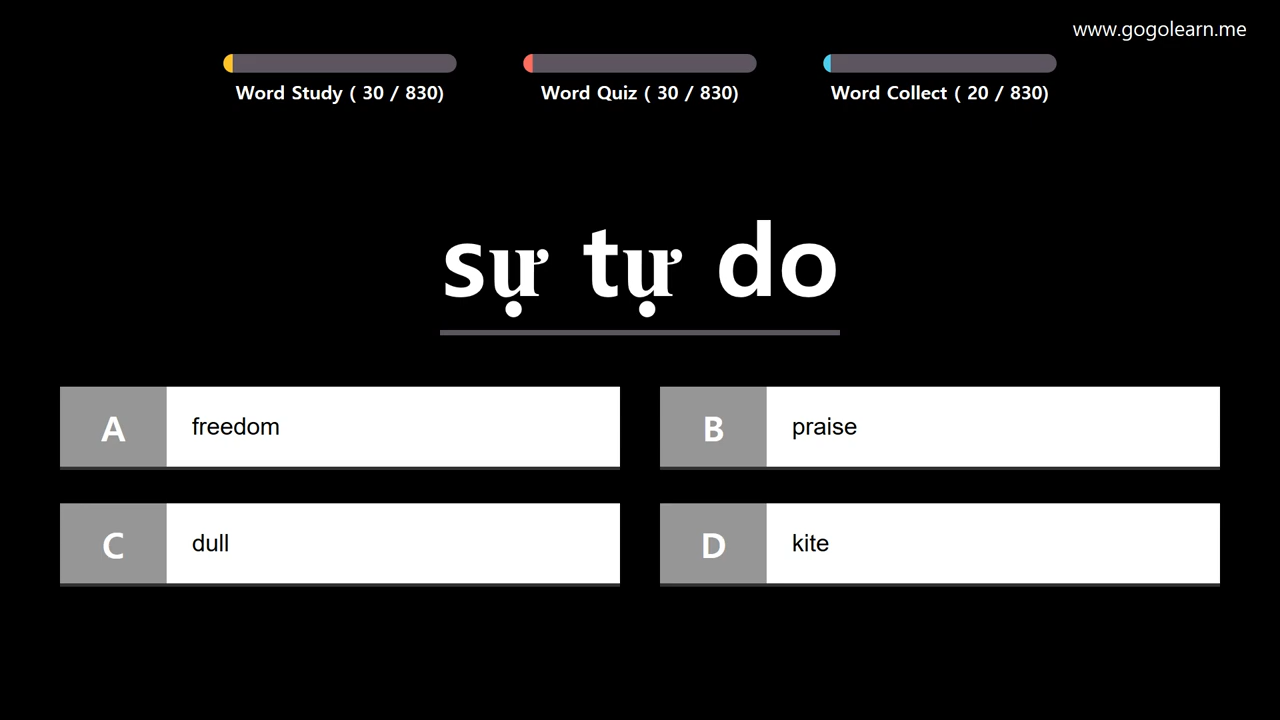 www.gogolearn.me
Word Study ( 30 / 830)
Word Quiz ( 30 / 830)
Word Collect ( 20 / 830)
sự tự do
A freedom
B praise
C dull
D kite